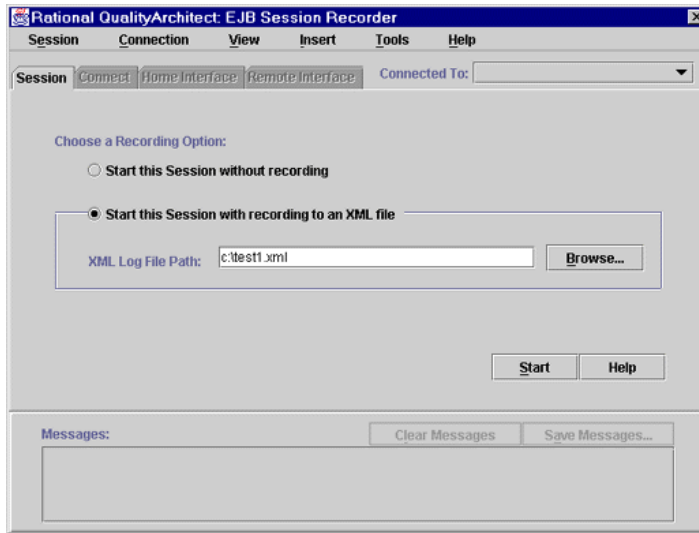 Rational QualityArchitect: EJB Session Recorder
Session Connection View Insert Tools Help
Session Connect Home Interface Remote Interface Connected To:
Choose a Recording Option:
Start this Session without recording
Start this Session with recording to an XML file
XML Log File Path: c:\test1.xml Browse...
Start Help
Messages: Clear Messages Save Messages...